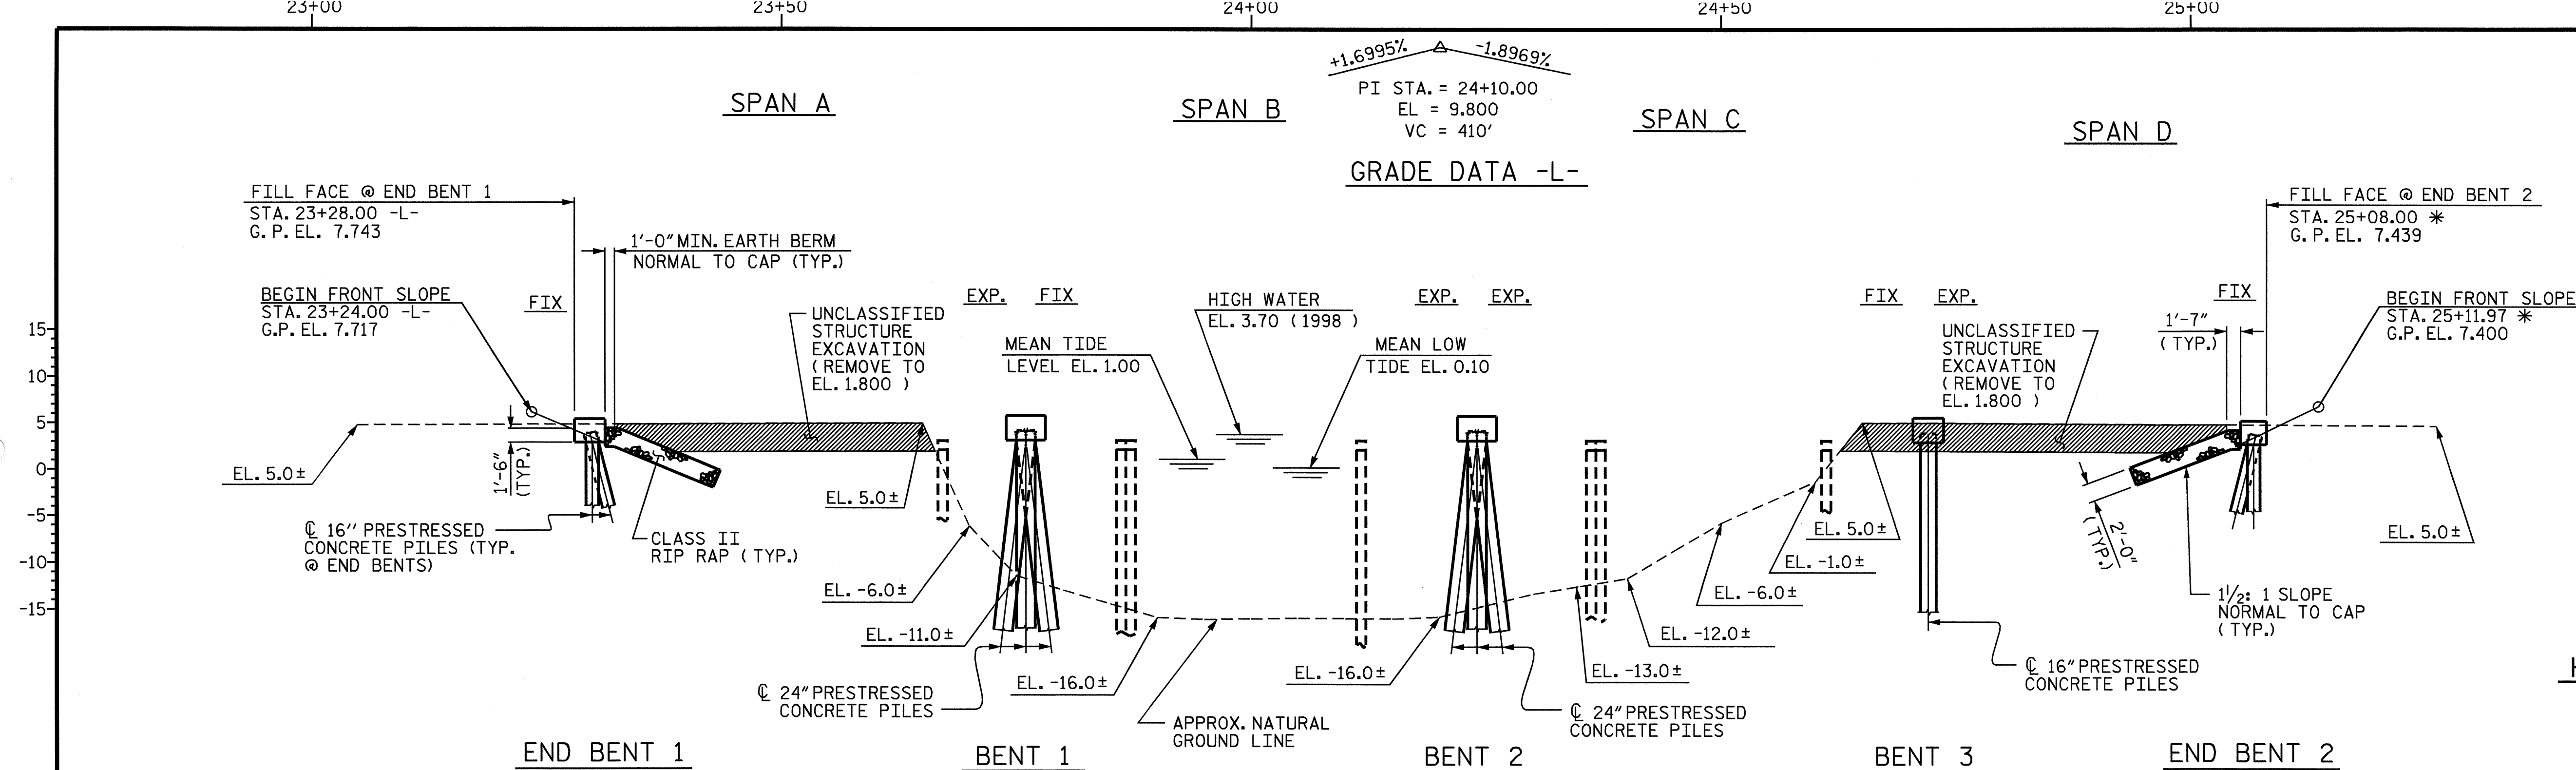 23+00
23+50
24+00
24+50
25+00
+1.6995%
-1.8969%
PI STA. = 24+10.00
EL = 9.800
VC = 410'
GRADE DATA -L-
SPAN A
SPAN B
SPAN C
SPAN D
FILL FACE @ END BENT 1
STA. 23+28.00 -L-
G.P. EL. 7.743
1'-0" MIN. EARTH BERM
NORMAL TO CAP (TYP.)
BEGIN FRONT SLOPE
STA. 23+24.00 -L-
G.P. EL. 7.717
FIX
UNCLASSIFIED
STRUCTURE
EXCAVATION
( REMOVE TO
EL. 1.800 )
EXP.
FIX
MEAN TIDE
LEVEL EL. 1.00
HIGH WATER
EL. 3.70 ( 1998 )
MEAN LOW
TIDE EL. 0.10
EXP.
EXP.
FIX
EXP.
UNCLASSIFIED
STRUCTURE
EXCAVATION
( REMOVE TO
EL. 1.800 )
1'-7"
( TYP.)
FIX
FILL FACE @ END BENT 2
STA. 25+08.00 *
G.P. EL. 7.439
BEGIN FRONT SLOPE
STA. 25+11.97 *
G.P. EL. 7.400
15
10
5
0
-5
-10
-15
EL. 5.0±
1'-6"
(TYP.)
℄ 16" PRESTRESSED
CONCRETE PILES (TYP.
@ END BENTS)
CLASS II
RIP RAP ( TYP.)
EL. 5.0±
EL. -6.0±
EL. -11.0±
℄ 24" PRESTRESSED
CONCRETE PILES
EL. -16.0±
APPROX. NATURAL
GROUND LINE
EL. -16.0±
℄ 24" PRESTRESSED
CONCRETE PILES
EL. -13.0±
EL. -12.0±
EL. -6.0±
EL. -1.0±
EL. 5.0±
℄ 16" PRESTRESSED
CONCRETE PILES
2'-0"
(TYP.)
1½: 1 SLOPE
NORMAL TO CAP
( TYP.)
EL. 5.0±
END BENT 1
BENT 1
BENT 2
BENT 3
END BENT 2